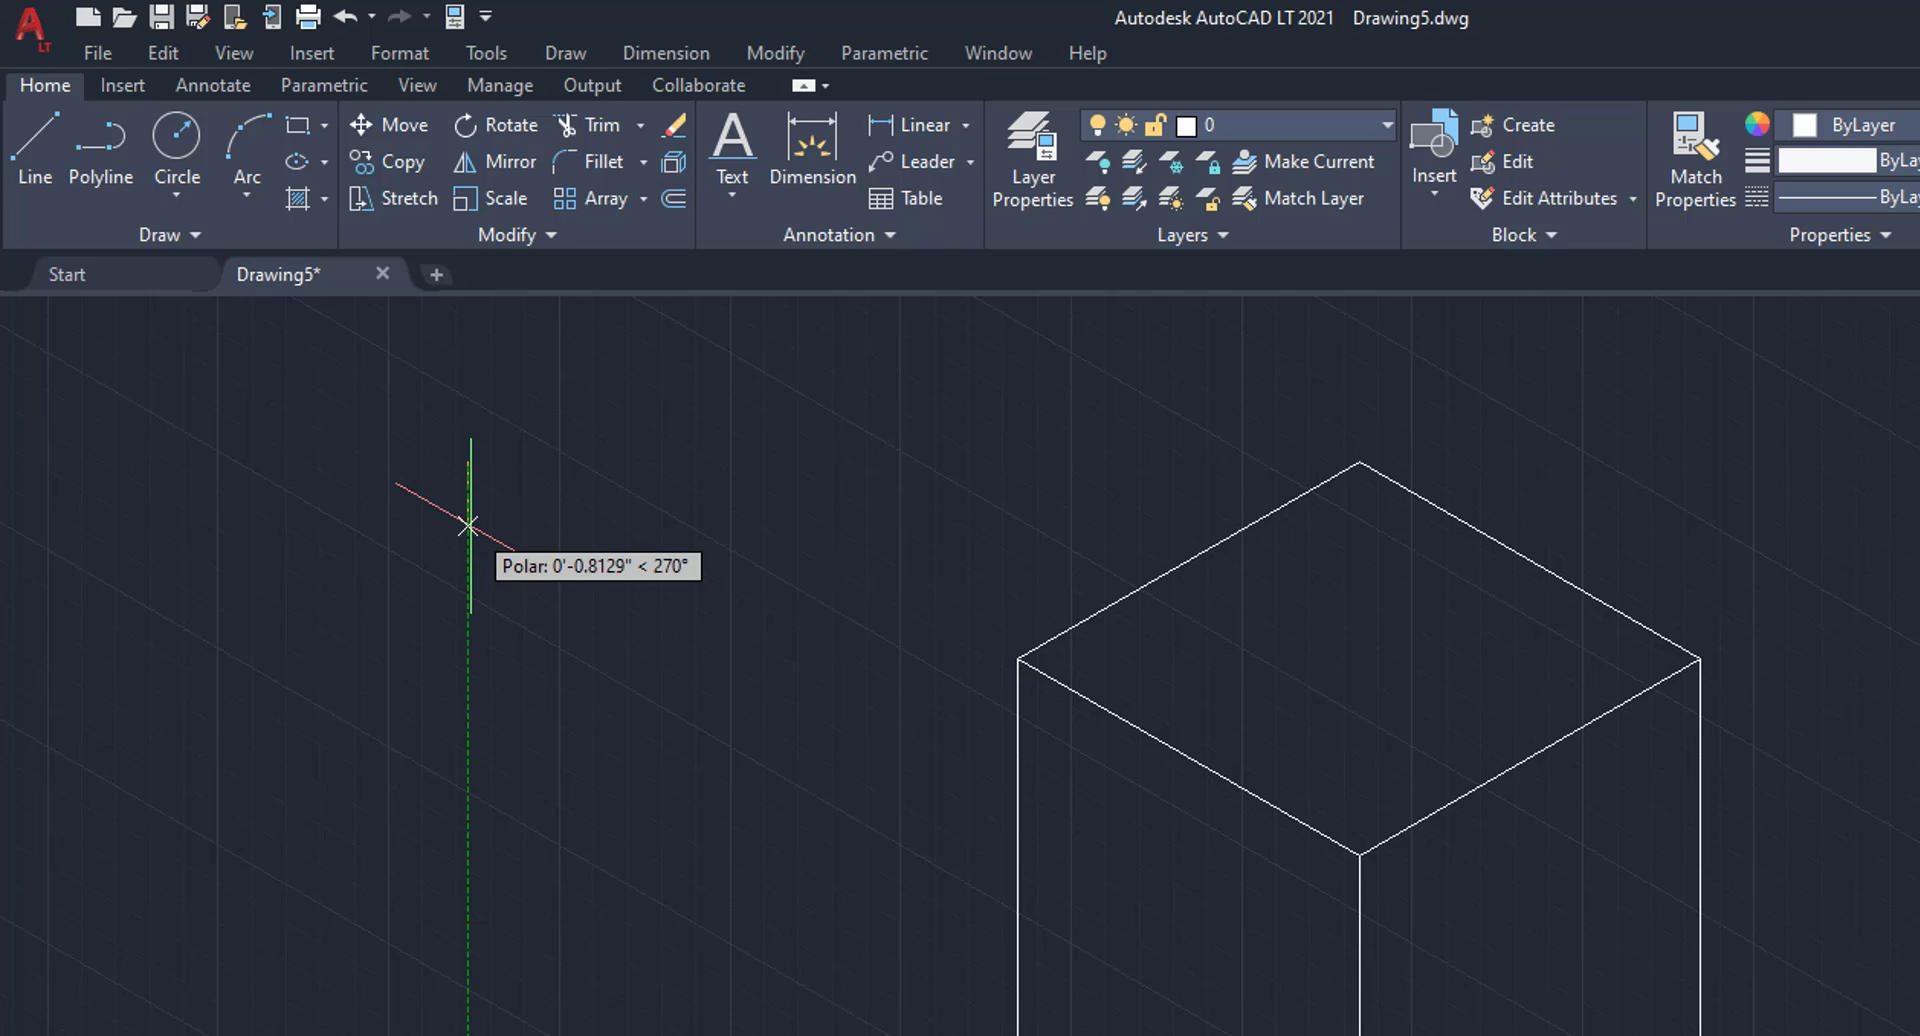 A
LT
Autodesk AutoCAD LT 2021 Drawing5.dwg
File Edit View Insert Format Tools Draw Dimension Modify Parametric Window Help
Home Insert Annotate Parametric View Manage Output Collaborate
Line
Polyline
Circle
Arc
Draw
Move
Rotate
Trim
Copy
Mirror
Fillet
Stretch
Scale
Array
Modify
A
Text
Dimension
Linear
Leader
Table
Annotation
Layer
Properties
0
Make Current
Match Layer
Layers
Insert
Create
Edit
Edit Attributes
Block
Match
Properties
ByLayer
ByLay
ByLa
Properties
Start
Drawing5*
Polar: 0'-0.8129" < 270°